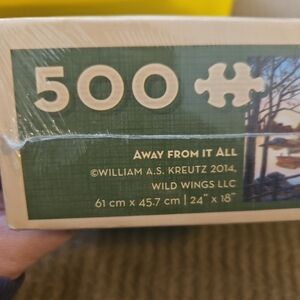 500
AWAY FROM IT ALL
©WILLIAM A.S. KREUTZ 2014,
WILD WINGS LLC
61 cm x 45.7 cm | 24" x 18"